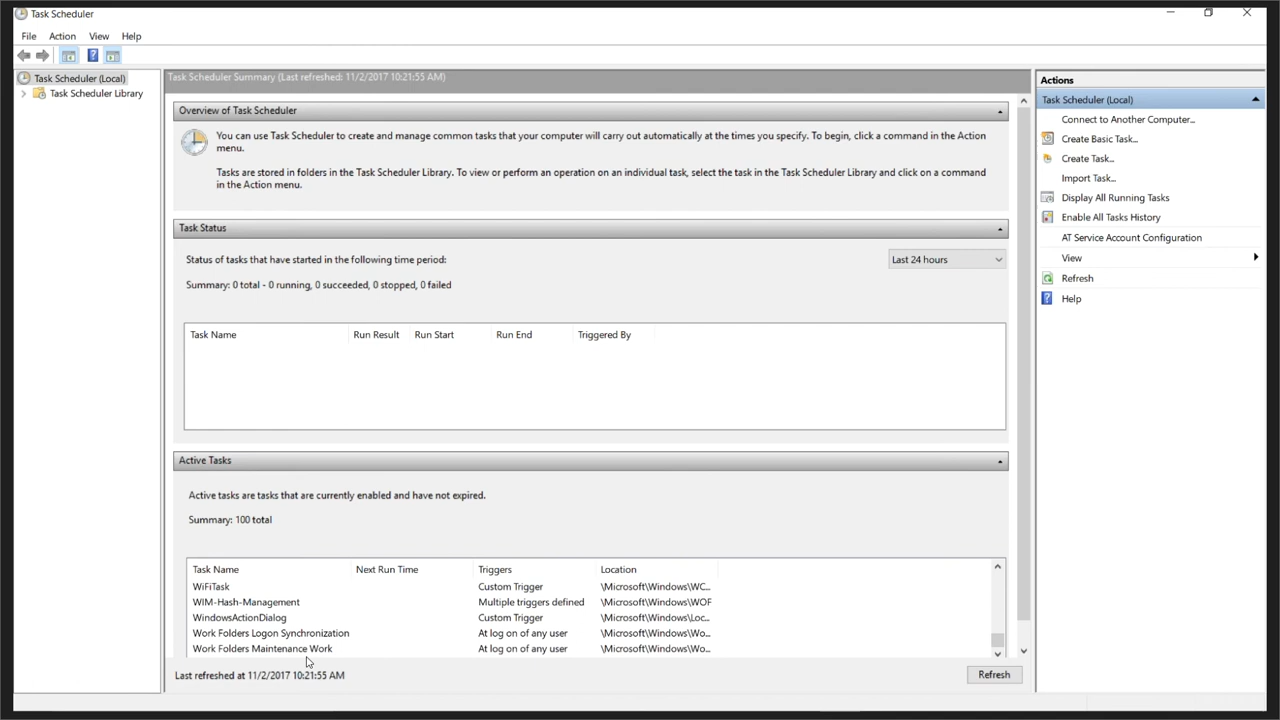 Task Scheduler
File Action View Help
Task Scheduler (Local)
Task Scheduler Library
Task Scheduler Summary (Last refreshed: 11/2/2017 10:21:55 AM)
Overview of Task Scheduler
You can use Task Scheduler to create and manage common tasks that your computer will carry out automatically at the times you specify. To begin, click a command in the Action
menu.
Tasks are stored in folders in the Task Scheduler Library. To view or perform an operation on an individual task, select the task in the Task Scheduler Library and click on a command
in the Action menu.
Task Status
Status of tasks that have started in the following time period:
Last 24 hours
Summary: 0 total - 0 running, 0 succeeded, 0 stopped, 0 failed
Task Name Run Result Run Start Run End Triggered By
Active Tasks
Active tasks are tasks that are currently enabled and have not expired.
Summary: 100 total
Task Name Next Run Time Triggers Location
WiFiTask Custom Trigger \Microsoft\Windows\WC...
WIM-Hash-Management Multiple triggers defined \Microsoft\Windows\WOF
WindowsActionDialog Custom Trigger \Microsoft\Windows\Loc...
Work Folders Logon Synchronization At log on of any user \Microsoft\Windows\Wo...
Work Folders Maintenance Work At log on of any user \Microsoft\Windows\Wo...
Last refreshed at 11/2/2017 10:21:55 AM
Refresh
Actions
Task Scheduler (Local)
Connect to Another Computer...
Create Basic Task...
Create Task...
Import Task...
Display All Running Tasks
Enable All Tasks History
AT Service Account Configuration
View
Refresh
Help